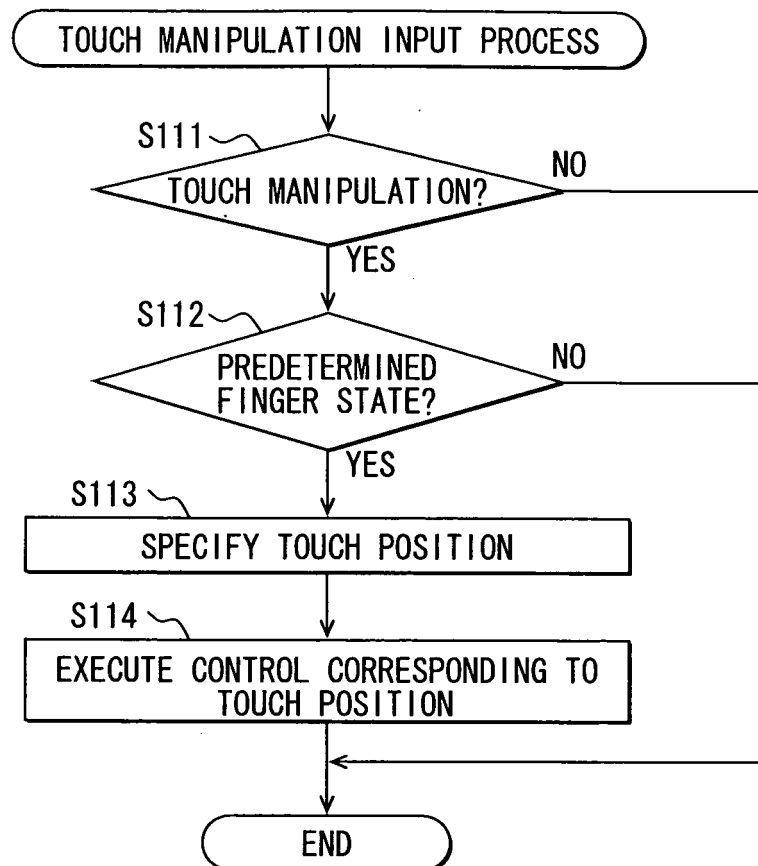 TOUCH MANIPULATION INPUT PROCESS
S111
NO
TOUCH MANIPULATION?
YES
S112
NO
PREDETERMINED
FINGER STATE?
YES
S113
SPECIFY TOUCH POSITION
S114
EXECUTE CONTROL CORRESPONDING TO
TOUCH POSITION
END